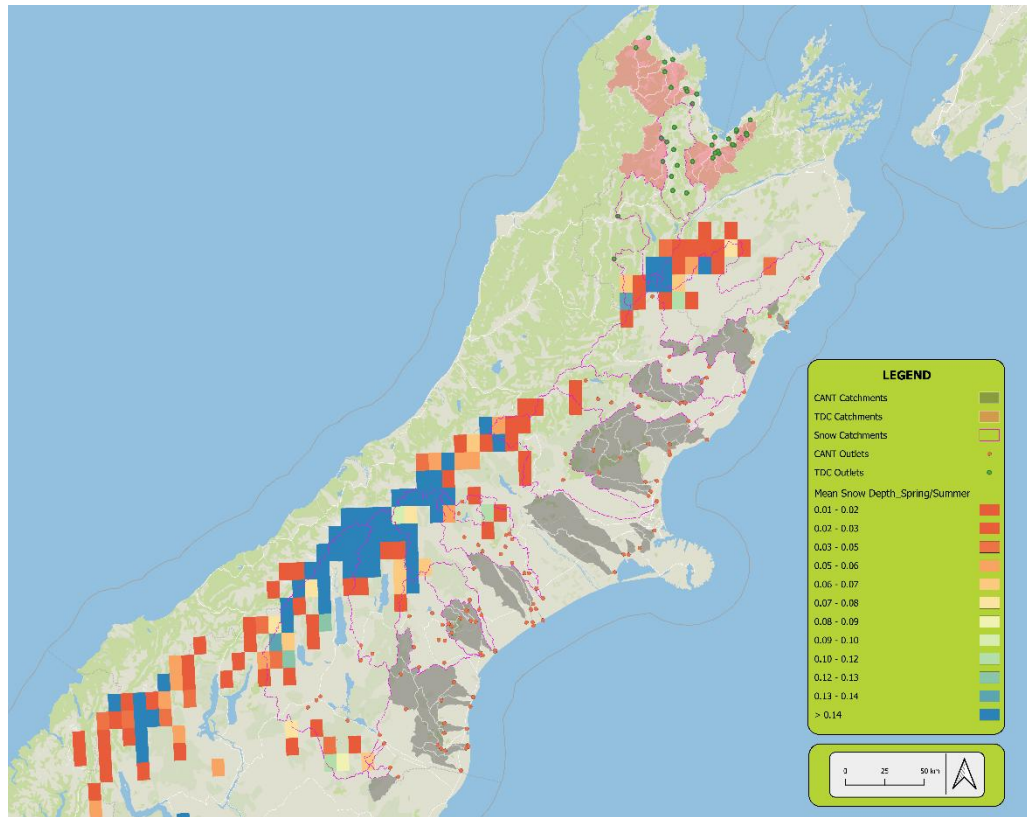 LEGEND
CANT Catchments
TDC Catchments
Snow Catchments
CANT Outlets
TDC Outlets
Mean Snow Depth_Spring/Summer
0.01 - 0.02
0.02 - 0.03
0.03 - 0.05
0.05 - 0.06
0.06 - 0.07
0.07 - 0.08
0.08 - 0.09
0.09 - 0.10
0.10 - 0.12
0.12 - 0.13
0.13 - 0.14
> 0.14
0 25 50 km